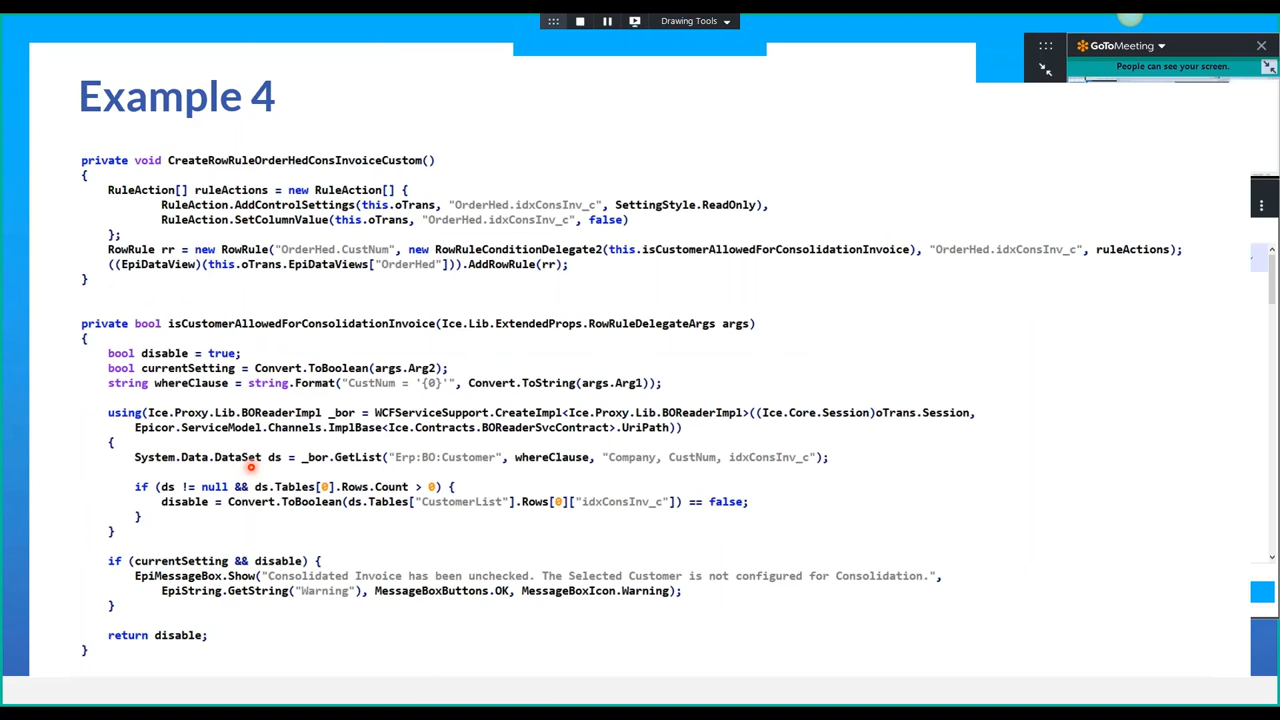 Drawing Tools
GoToMeeting
People can see your screen.
Example 4
private void CreateRowRuleOrderHedConsInvoiceCustom()
{
RuleAction[] ruleActions = new RuleAction[] {
RuleAction.AddControlSettings(this.oTrans, "OrderHed.idxConsInv_c", SettingStyle.ReadOnly),
RuleAction.SetColumnValue(this.oTrans, "OrderHed.idxConsInv_c", false)
};
RowRule rr = new RowRule("OrderHed.CustNum", new RowRuleConditionDelegate2(this.isCustomerAllowedForConsolidationInvoice), "OrderHed.idxConsInv_c", ruleActions);
((EpiDataView)(this.oTrans.EpiDataViews["OrderHed"])).AddRowRule(rr);
}
private bool isCustomerAllowedForConsolidationInvoice(Ice.Lib.ExtendedProps.RowRuleDelegateArgs args)
{
bool disable = true;
bool currentSetting = Convert.ToBoolean(args.Arg2);
string whereClause = string.Format("CustNum = '{0}'", Convert.ToString(args.Arg1));
using(Ice.Proxy.Lib.BOReaderImpl _bor = WCFServiceSupport.CreateImpl<Ice.Proxy.Lib.BOReaderImpl>((Ice.Core.Session)oTrans.Session,
Epicor.ServiceModel.Channels.ImplBase<Ice.Contracts.BOReaderSvcContract>.UriPath))
{
System.Data.DataSet ds = _bor.GetList("Erp:BO:Customer", whereClause, "Company, CustNum, idxConsInv_c");
if (ds != null && ds.Tables[0].Rows.Count > 0) {
disable = Convert.ToBoolean(ds.Tables["CustomerList"].Rows[0]["idxConsInv_c"]) == false;
}
}
if (currentSetting && disable) {
EpiMessageBox.Show("Consolidated Invoice has been unchecked. The Selected Customer is not configured for Consolidation.",
EpiString.GetString("Warning"), MessageBoxButtons.OK, MessageBoxIcon.Warning);
}
return disable;
}